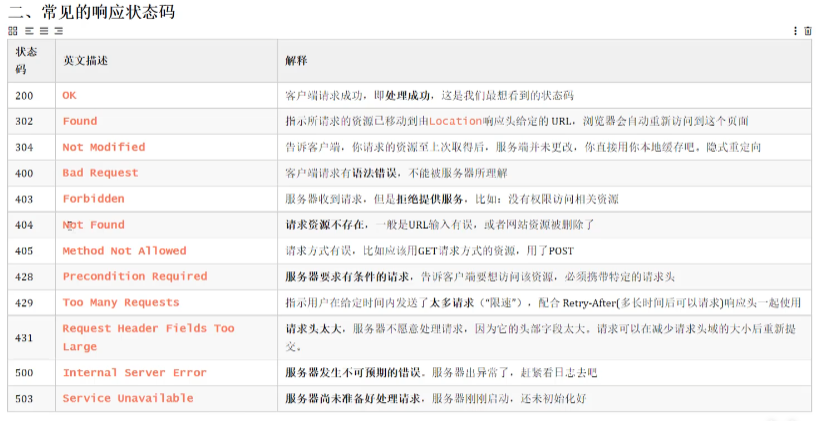 二、常见的响应状态码
状态
码
英文描述
解释
200
OK
客户端请求成功，即处理成功，这是我们最想看到的状态码
302
Found
指示所请求的资源已移动到由Location响应头给定的 URL，浏览器会自动重新访问到这个页面
304
Not Modified
告诉客户端，你请求的资源至上次取得后，服务端并未更改，你直接用你本地缓存吧。隐式重定向
400
Bad Request
客户端请求有语法错误，不能被服务器所理解
403
Forbidden
服务器收到请求，但是拒绝提供服务，比如：没有权限访问相关资源
404
Not Found
请求资源不存在，一般是URL输入有误，或者网站资源被删除了
405
Method Not Allowed
请求方式有误，比如应该用GET请求方式的资源，用了POST
428
Precondition Required
服务器要求有条件的请求，告诉客户端要想访问该资源，必须携带特定的请求头
429
Too Many Requests
指示用户在给定时间内发送了太多请求（“限速”），配合 Retry-After(多长时间后可以请求)响应头一起使用
431
Request Header Fields Too
Large
请求头太大，服务器不愿意处理请求，因为它的头部字段太大。请求可以在减少请求头域的大小后重新提
交。
500
Internal Server Error
服务器发生不可预期的错误。服务器出异常了，赶紧看日志去吧
503
Service Unavailable
服务器尚未准备好处理请求，服务器刚刚启动，还未初始化好